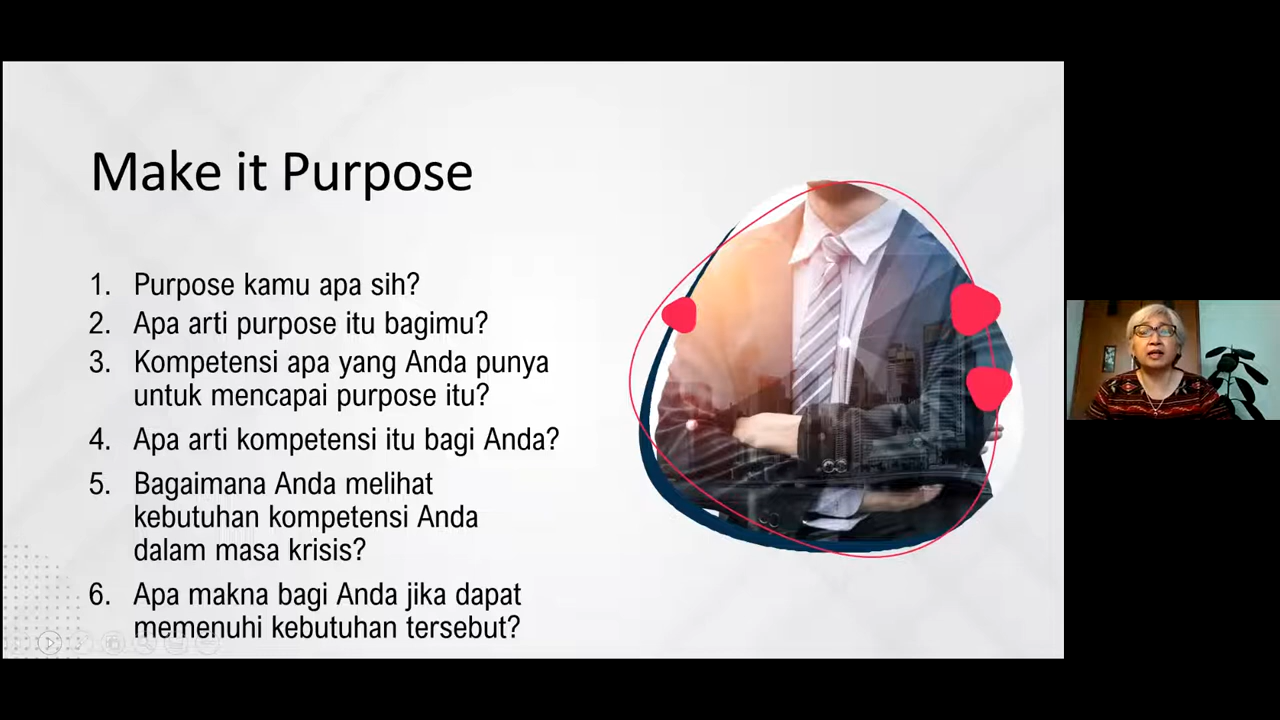 Make it Purpose
1. Purpose kamu apa sih?
2. Apa arti purpose itu bagimu?
3. Kompetensi apa yang Anda punya
untuk mencapai purpose itu?
4. Apa arti kompetensi itu bagi Anda?
5. Bagaimana Anda melihat
kebutuhan kompetensi Anda
dalam masa krisis?
6. Apa makna bagi Anda jika dapat
memenuhi kebutuhan tersebut?